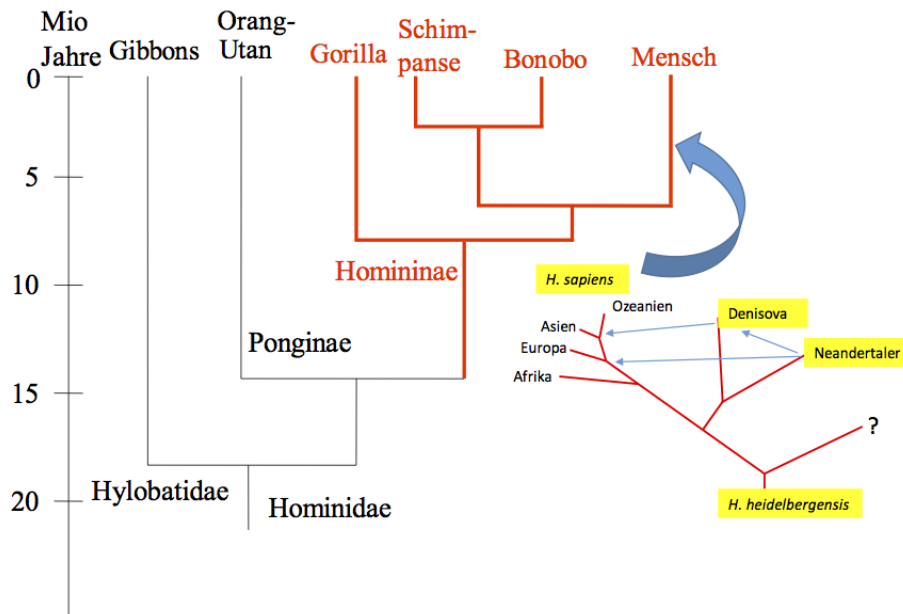 Mio
Jahre
Gibbons
Orang-
Utan
Gorilla
Schim-
panse
Bonobo
Mensch
0
5
10
15
20
Homininae
Ponginae
Hylobatidae
Hominidae
H. sapiens
Ozeanien
Asien
Europa
Afrika
Denisova
Neandertaler
?
H. heidelbergensis